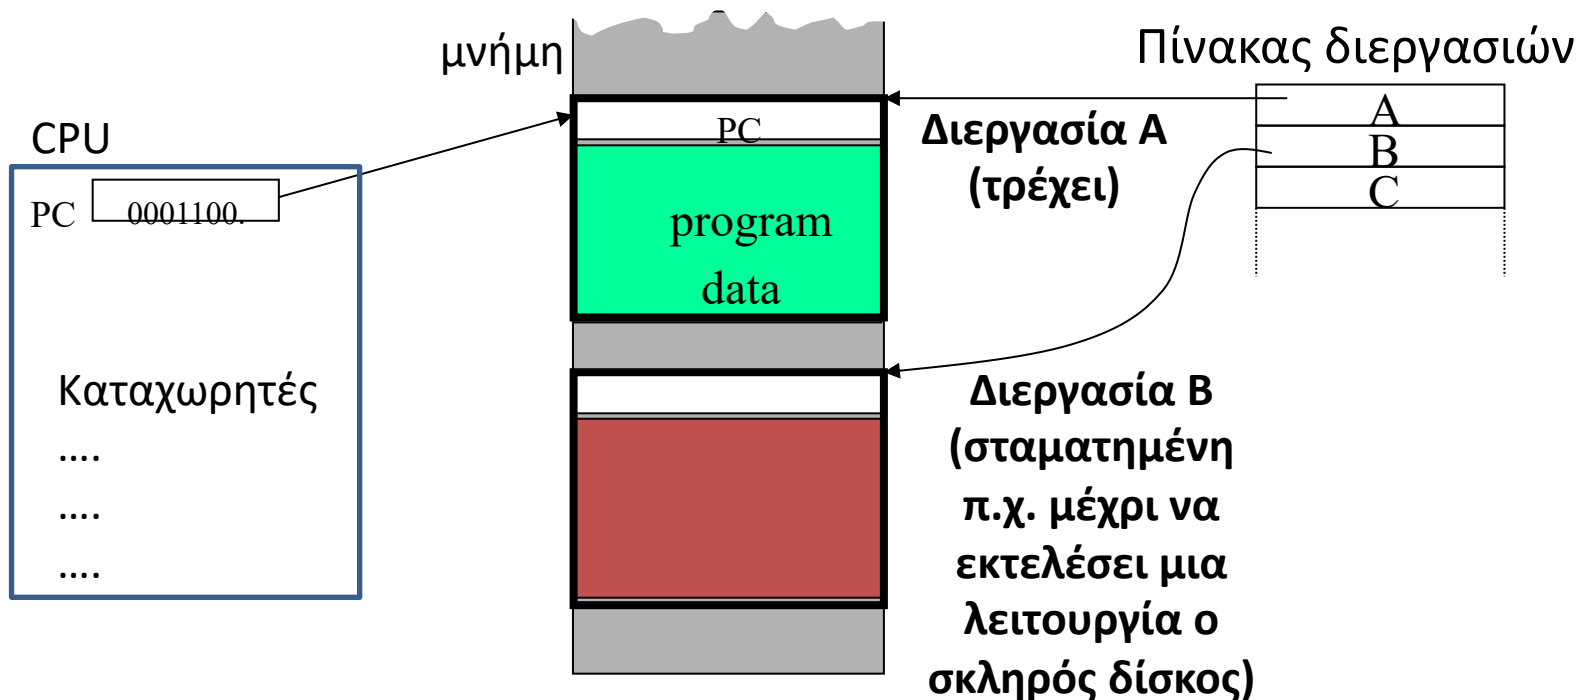 μνήμη
Πίνακας διεργασιών
CPU
PC 0001100.
Καταχωρητές
....
....
....
PC
program
data
Διεργασία Α
(τρέχει)
Διεργασία Β
(σταματημένη
π.χ. μέχρι να
εκτελέσει μια
λειτουργία ο
σκληρός δίσκος)
A
B
C